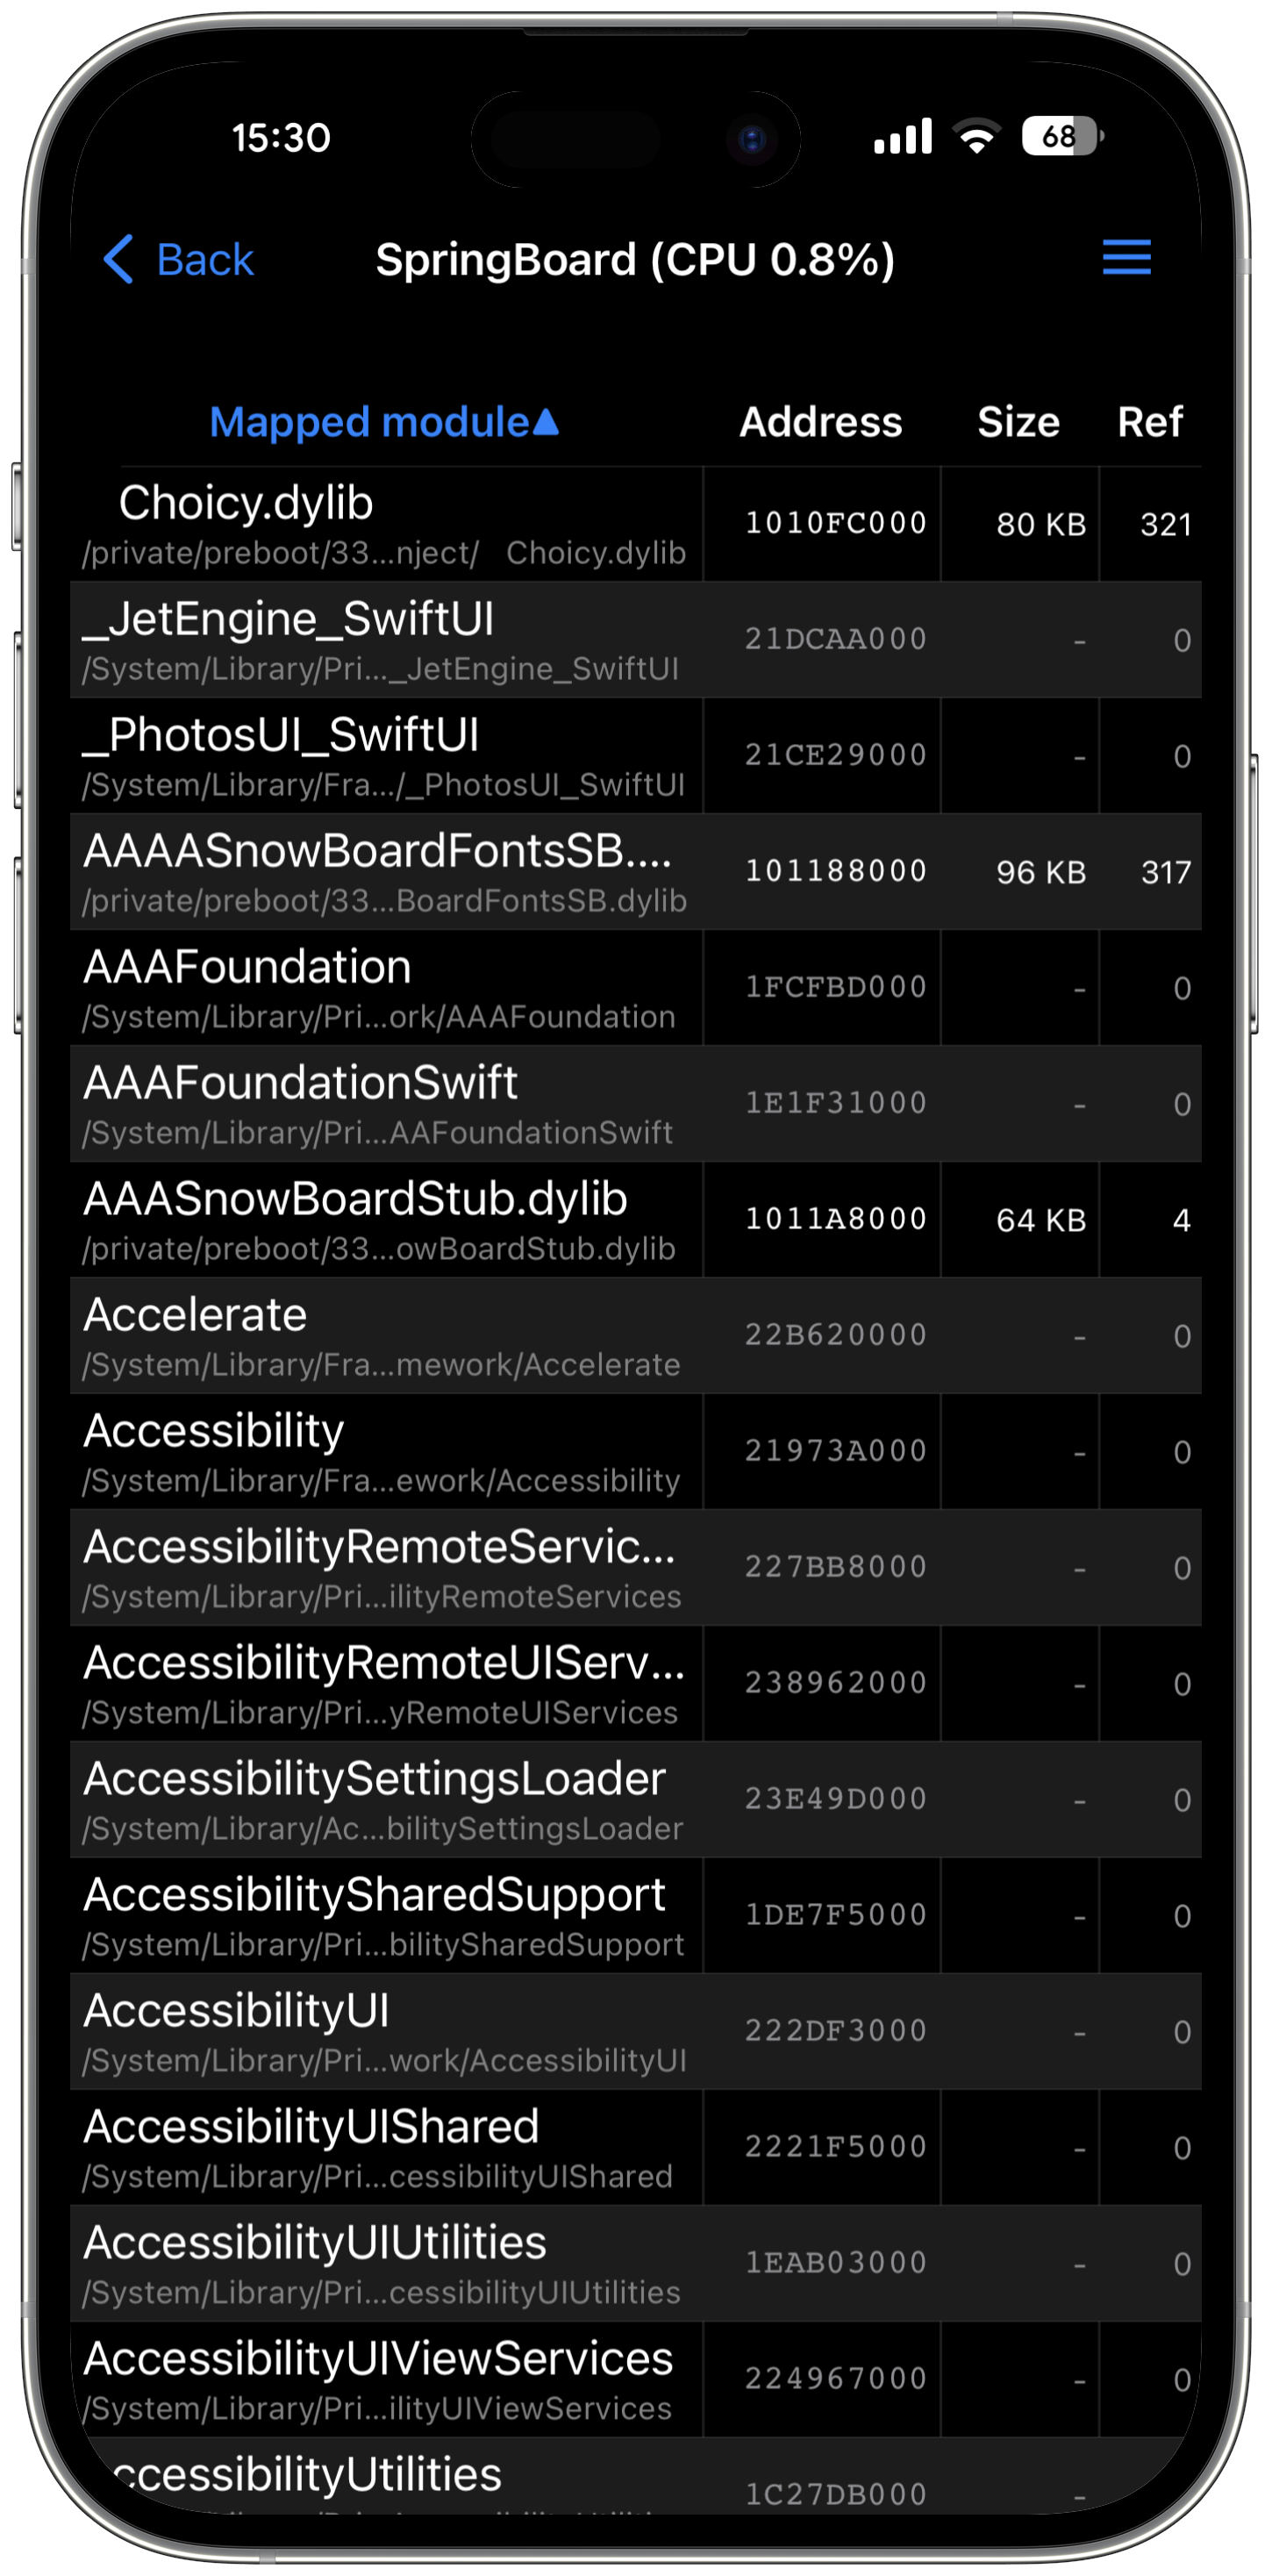 15:30 68
Back SpringBoard (CPU 0.8%)
Mapped module▲ Address Size Ref
Choicy.dylib 1010FC000 80 KB 321
/private/preboot/33...nject/   Choicy.dylib
_JetEngine_SwiftUI 21DCAA000 - 0
/System/Library/Pri..._JetEngine_SwiftUI
_PhotosUI_SwiftUI 21CE29000 - 0
/System/Library/Fra.../_PhotosUI_SwiftUI
AAAASnowBoardFontsSB.... 101188000 96 KB 317
/private/preboot/33...BoardFontsSB.dylib
AAAFoundation 1FCFBD000 - 0
/System/Library/Pri...ork/AAAFoundation
AAAFoundationSwift 1E1F31000 - 0
/System/Library/Pri...AAFoundationSwift
AAASnowBoardStub.dylib 1011A8000 64 KB 4
/private/preboot/33...owBoardStub.dylib
Accelerate 22B620000 - 0
/System/Library/Fra...mework/Accelerate
Accessibility 21973A000 - 0
/System/Library/Fra...ework/Accessibility
AccessibilityRemoteServic... 227BB8000 - 0
/System/Library/Pri...ilityRemoteServices
AccessibilityRemoteUIServ... 238962000 - 0
/System/Library/Pri...yRemoteUIServices
AccessibilitySettingsLoader 23E49D000 - 0
/System/Library/Ac...bilitySettingsLoader
AccessibilitySharedSupport 1DE7F5000 - 0
/System/Library/Pri...bilitySharedSupport
AccessibilityUI 222DF3000 - 0
/System/Library/Pri...work/AccessibilityUI
AccessibilityUIShared 2221F5000 - 0
/System/Library/Pri...cessibilityUIShared
AccessibilityUIUtilities 1EAB03000 - 0
/System/Library/Pri...cessibilityUIUtilities
AccessibilityUIViewServices 224967000 - 0
/System/Library/Pri...ilityUIViewServices
ccessibilityUtilities 1C27DB000 -